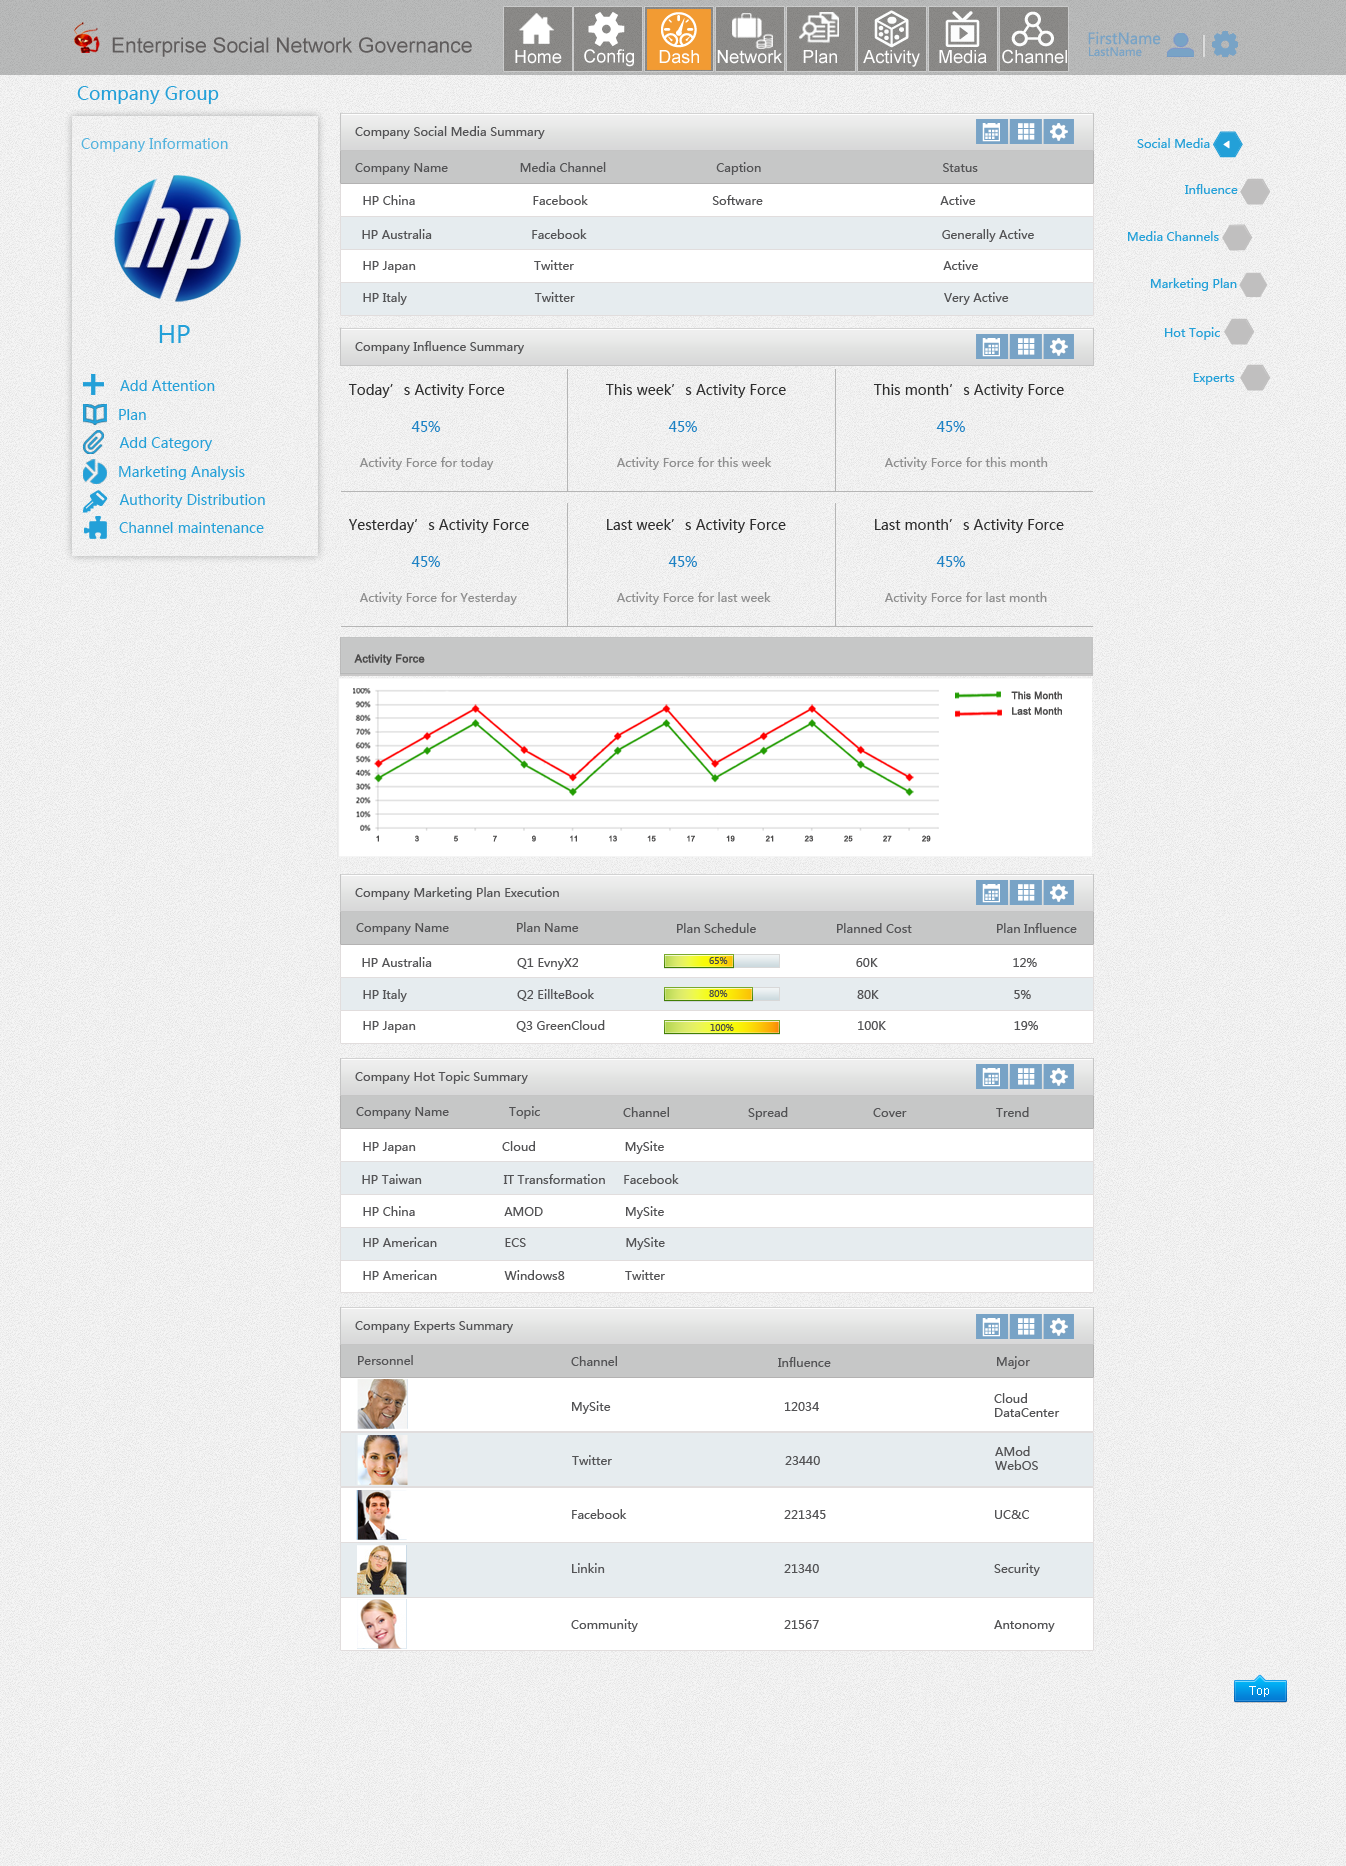 Enterprise Social Network Governance
Home Config Dash Network Plan Activity Media Channel
FirstName
LastName
Company Group
Company Information
hp
HP
Add Attention
Plan
Add Category
Marketing Analysis
Authority Distribution
Channel maintenance
Company Social Media Summary
Company Name Media Channel Caption Status
HP China Facebook Software Active
HP Australia Facebook Generally Active
HP Japan Twitter Active
HP Italy Twitter Very Active
Company Influence Summary
Today's Activity Force This week's Activity Force This month's Activity Force
45% 45% 45%
Activity Force for today Activity Force for this week Activity Force for this month
Yesterday's Activity Force Last week's Activity Force Last month's Activity Force
45% 45% 45%
Activity Force for Yesterday Activity Force for last week Activity Force for last month
Activity Force
100%
90%
80%
70%
60%
50%
40%
30%
20%
10%
0%
1 3 5 7 9 11 13 15 17 19 21 23 25 27 29
This Month
Last Month
Company Marketing Plan Execution
Company Name Plan Name Plan Schedule Planned Cost Plan Influence
HP Australia Q1 EvnyX2 65% 60K 12%
HP Italy Q2 EillteBook 80% 80K 5%
HP Japan Q3 GreenCloud 100% 100K 19%
Company Hot Topic Summary
Company Name Topic Channel Spread Cover Trend
HP Japan Cloud MySite
HP Taiwan IT Transformation Facebook
HP China AMOD MySite
HP American ECS MySite
HP American Windows8 Twitter
Company Experts Summary
Personnel Channel Influence Major
MySite 12034 Cloud
DataCenter
Twitter 23440 AMod
WebOS
Facebook 221345 UC&C
Linkin 21340 Security
Community 21567 Antonomy
Social Media
Influence
Media Channels
Marketing Plan
Hot Topic
Experts
Top